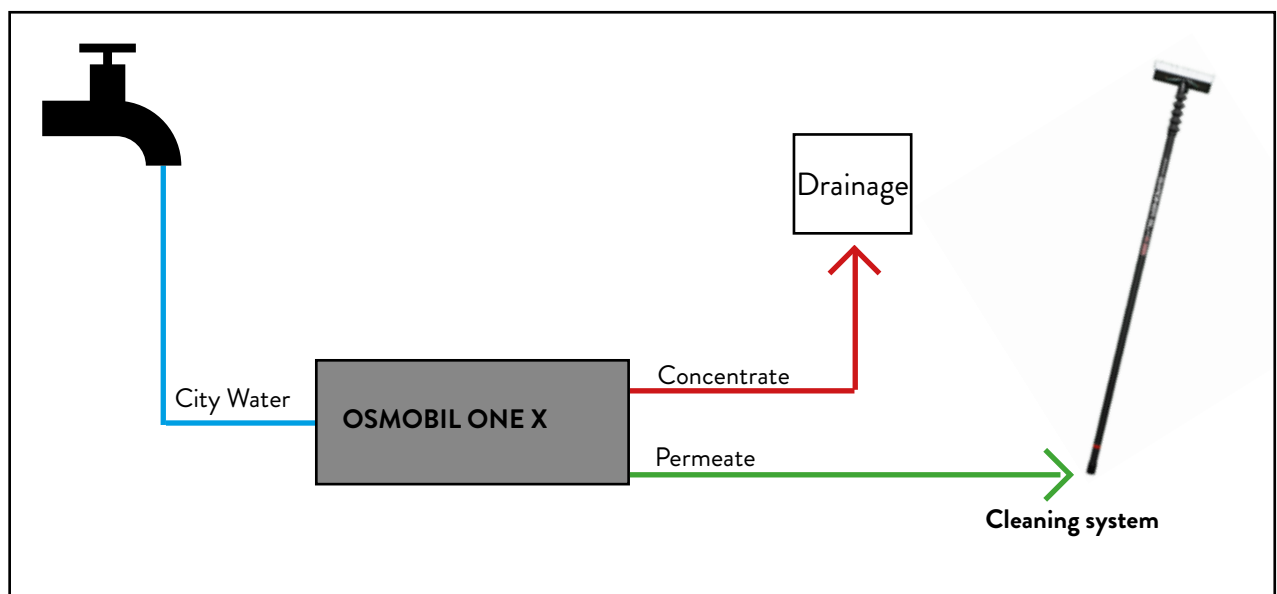 Drainage
Concentrate
City Water
OSMOBIL ONE X
Permeate
Cleaning system